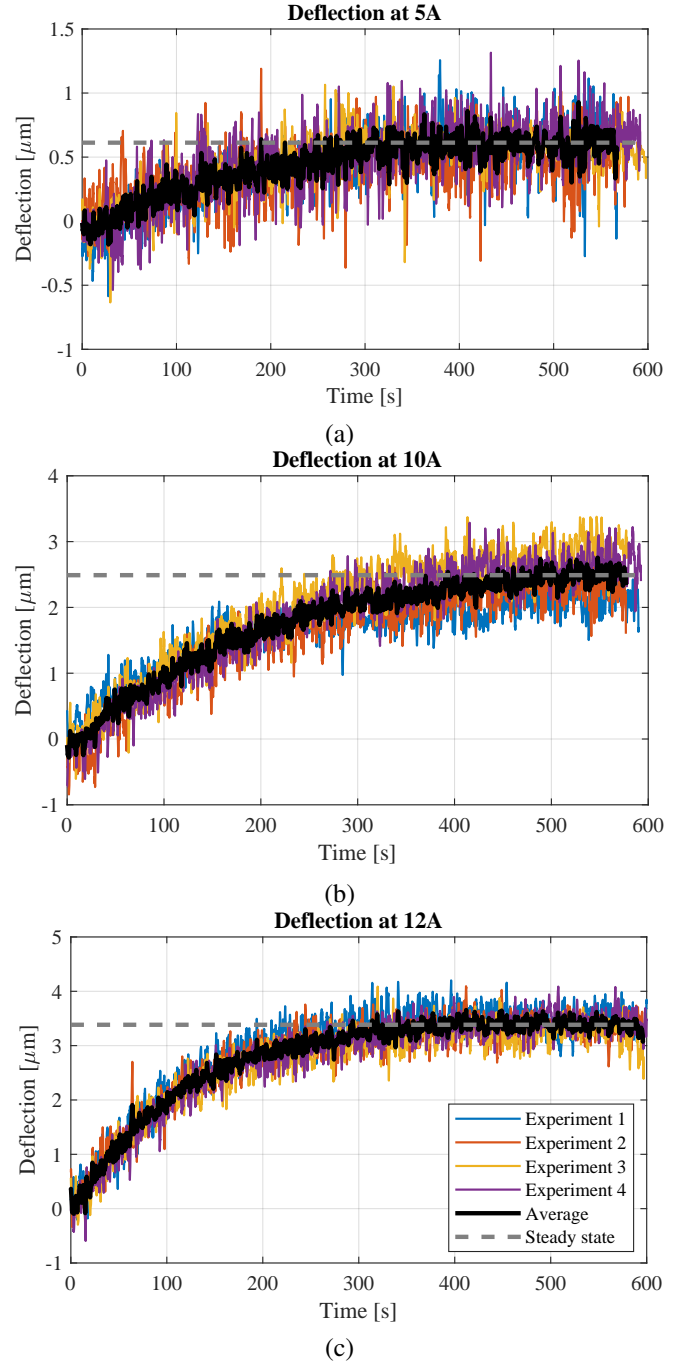 Deflection at 5A
1.5
1
0.5
0
-0.5
-1
Deflection [μm]
0 100 200 300 400 500 600
Time [s]
(a)
Deflection at 10A
4
3
2
1
0
-1
Deflection [μm]
0 100 200 300 400 500 600
Time [s]
(b)
Deflection at 12A
5
4
3
2
1
0
-1
Deflection [μm]
Experiment 1
Experiment 2
Experiment 3
Experiment 4
Average
Steady state
0 100 200 300 400 500 600
Time [s]
(c)